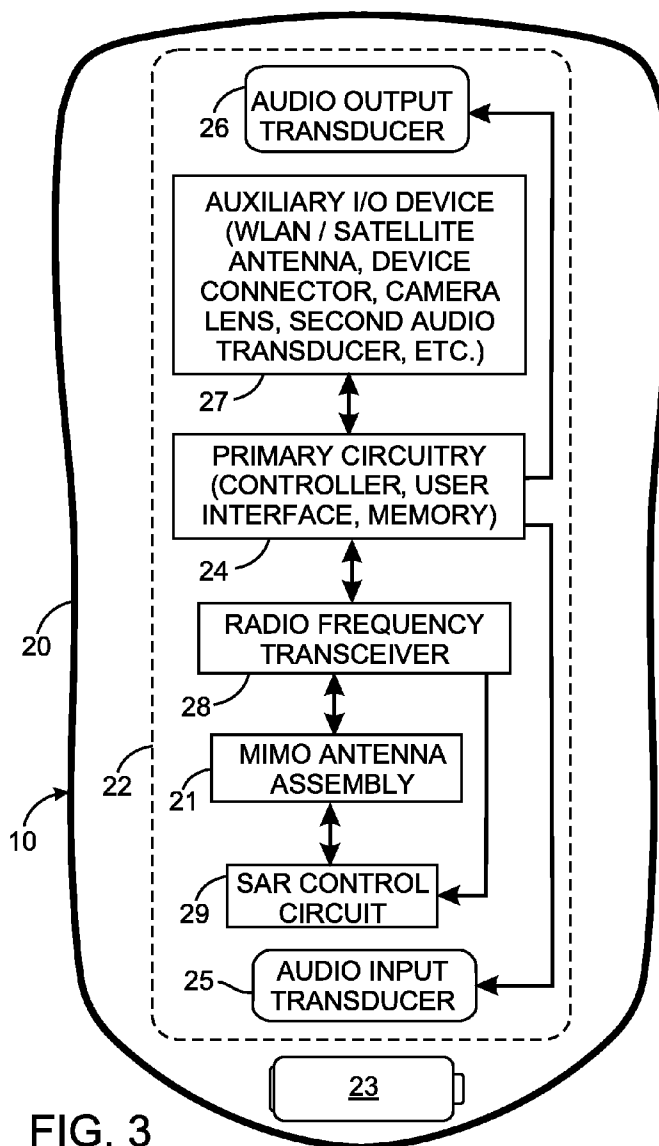 AUDIO OUTPUT
TRANSDUCER
26
AUXILIARY I/O DEVICE
(WLAN / SATELLITE
ANTENNA, DEVICE
CONNECTOR, CAMERA
LENS, SECOND AUDIO
TRANSDUCER, ETC.)
27
PRIMARY CIRCUITRY
(CONTROLLER, USER
INTERFACE, MEMORY)
24
20
RADIO FREQUENCY
TRANSCEIVER
28
MIMO ANTENNA
ASSEMBLY
22
21
10
SAR CONTROL
CIRCUIT
29
AUDIO INPUT
TRANSDUCER
25
23
FIG. 3